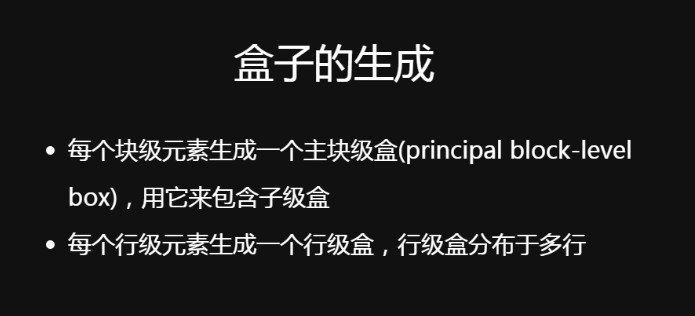 盒子的生成
• 每个块级元素生成一个主块级盒(principal block-level
box)，用它来包含子级盒
• 每个行级元素生成一个行级盒，行级盒分布于多行